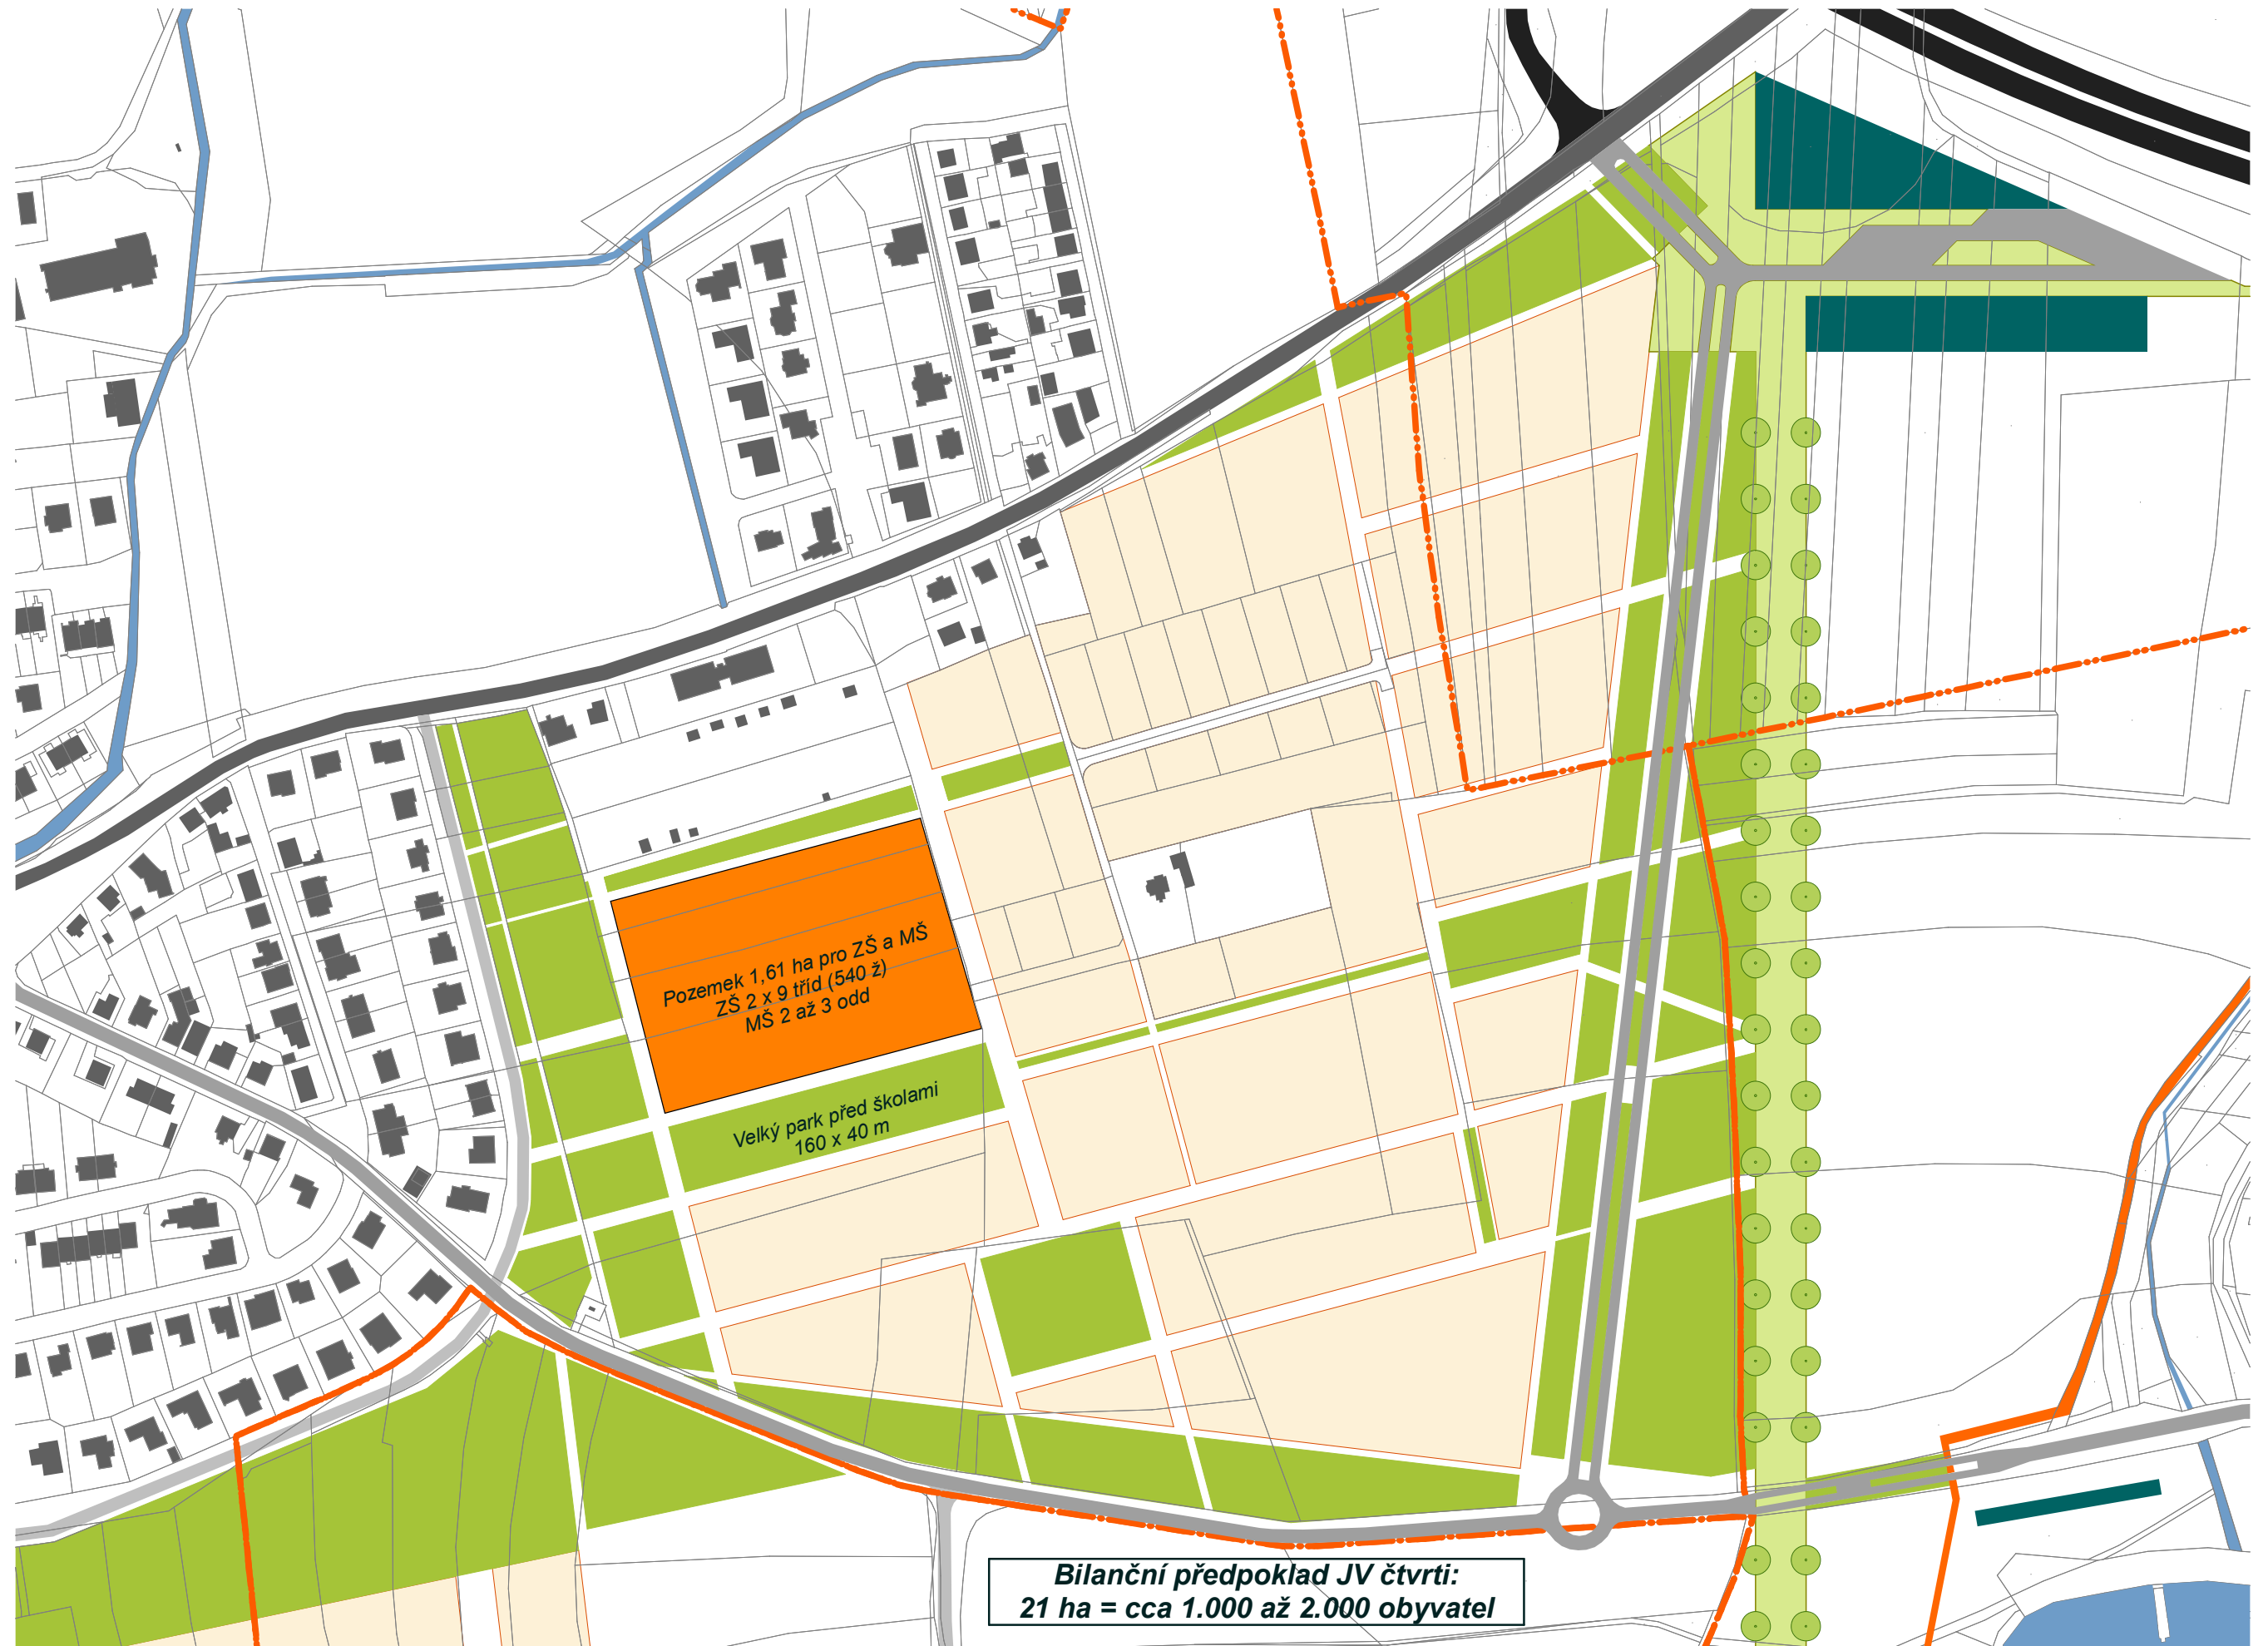 Pozemek 1,61 ha pro ZŠ a MŠ
ZŠ 2 x 9 tříd (540 ž)
MŠ 2 až 3 odd
Velký park před školami
160 x 40 m
Bilanční předpoklad JV čtvrti:
21 ha = cca 1.000 až 2.000 obyvatel